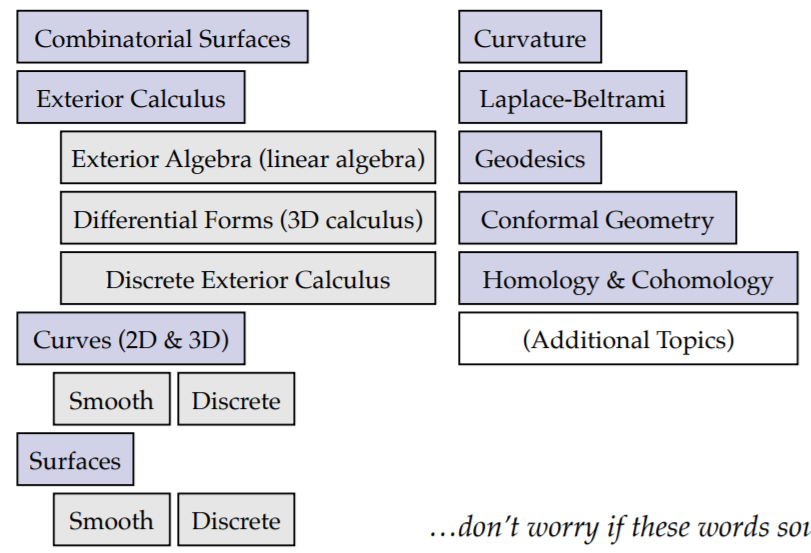 Combinatorial Surfaces
Exterior Calculus
Exterior Algebra (linear algebra)
Differential Forms (3D calculus)
Discrete Exterior Calculus
Curves (2D & 3D)
Smooth
Discrete
Surfaces
Smooth
Discrete
Curvature
Laplace-Beltrami
Geodesics
Conformal Geometry
Homology & Cohomology
(Additional Topics)
…don't worry if these words